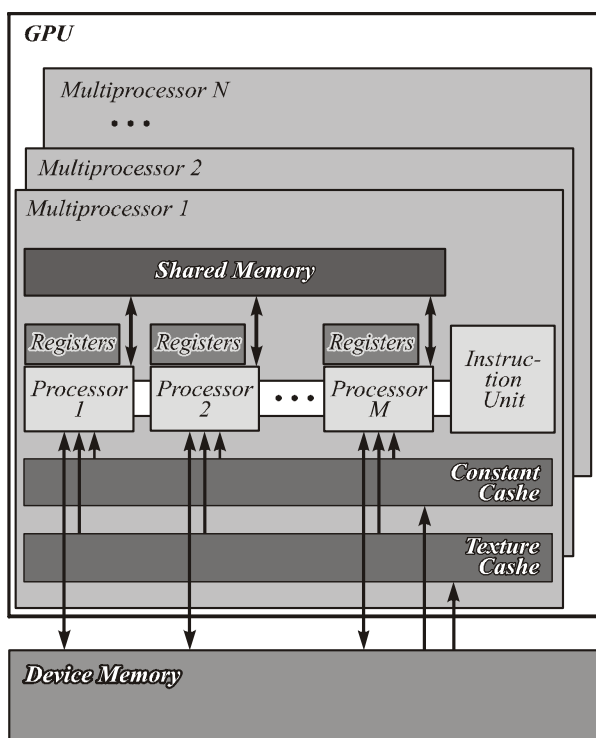 GPU
Multiprocessor N
• • •
Multiprocessor 2
Multiprocessor 1
Shared Memory
Registers
Registers
Registers
Processor
1
Processor
2
• • •
Processor
M
Instruc-
tion
Unit
Constant
Cashe
Texture
Cashe
Device Memory